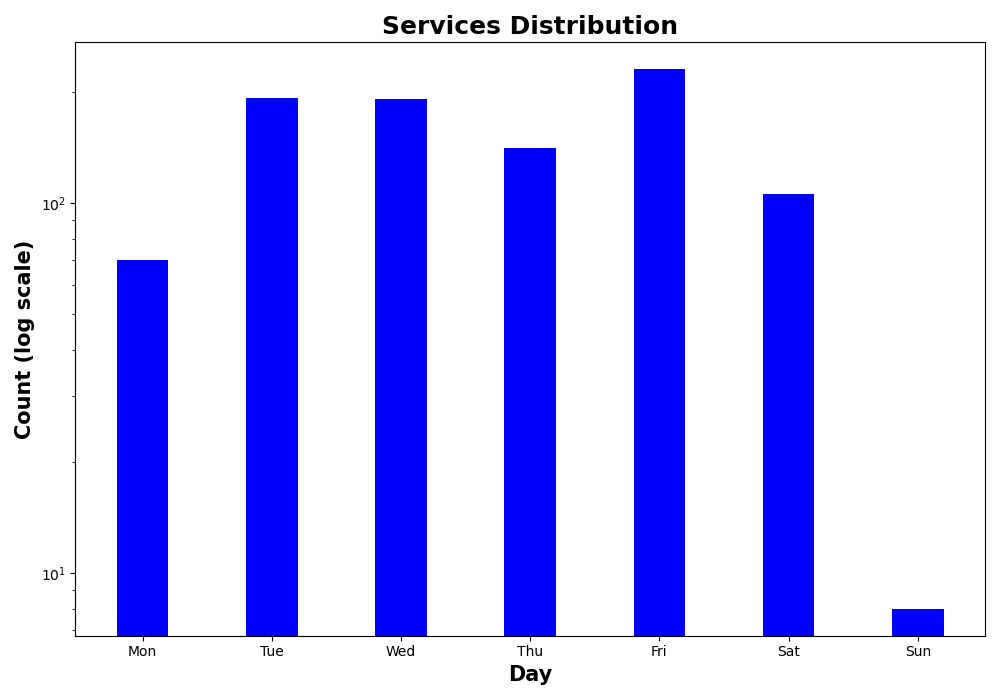 Services Distribution
Count (log scale)
10²
10¹
Mon Tue Wed Thu Fri Sat Sun
Day